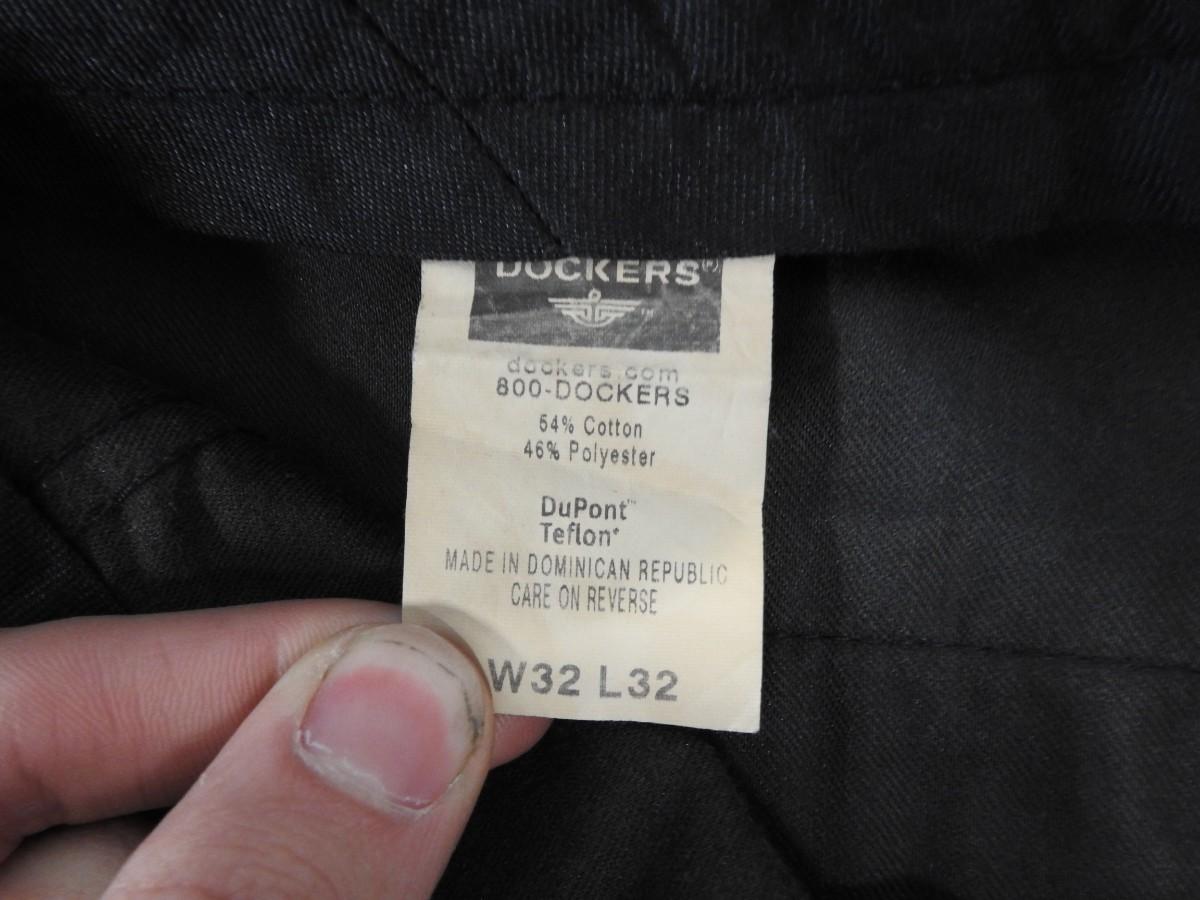 DOCKERS®
™
dockers.com
800-DOCKERS
54% Cotton
46% Polyester
DuPont™
Teflon®
MADE IN DOMINICAN REPUBLIC
CARE ON REVERSE
W32 L32